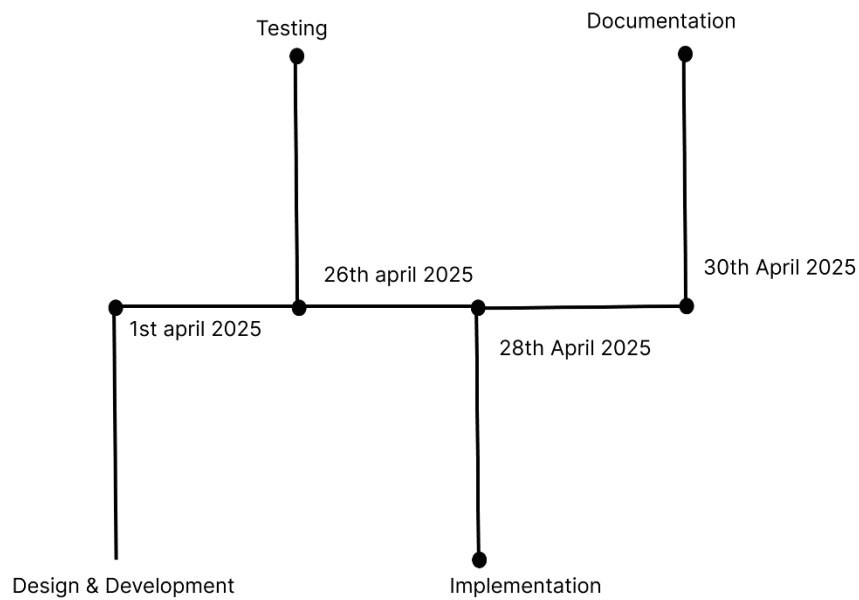 Testing
Documentation
26th april 2025
30th April 2025
1st april 2025
28th April 2025
Design & Development
Implementation